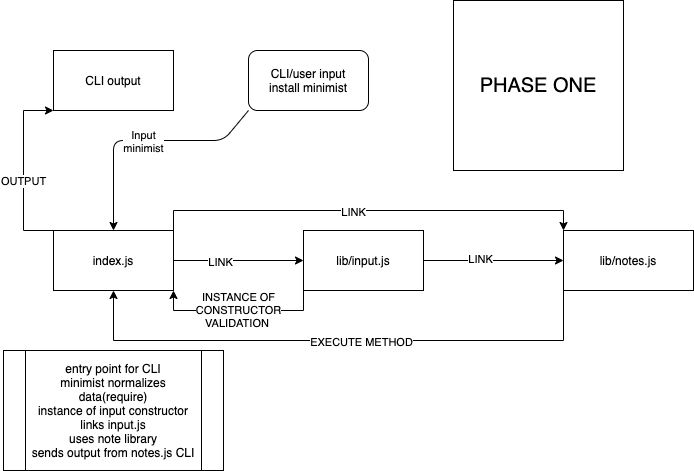 CLI output
CLI/user input
install minimist
PHASE ONE
Input
minimist
OUTPUT
LINK
index.js
LINK
lib/input.js
LINK
lib/notes.js
INSTANCE OF
CONSTRUCTOR
VALIDATION
EXECUTE METHOD
entry point for CLI
minimist normalizes
data(require)
instance of input constructor
links input.js
uses note library
sends output from notes.js CLI